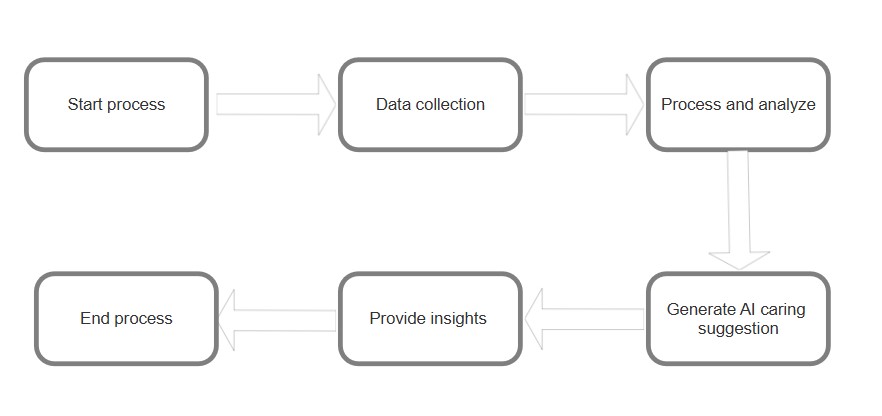 Start process
Data collection
Process and analyze
Generate AI caring
suggestion
Provide insights
End process